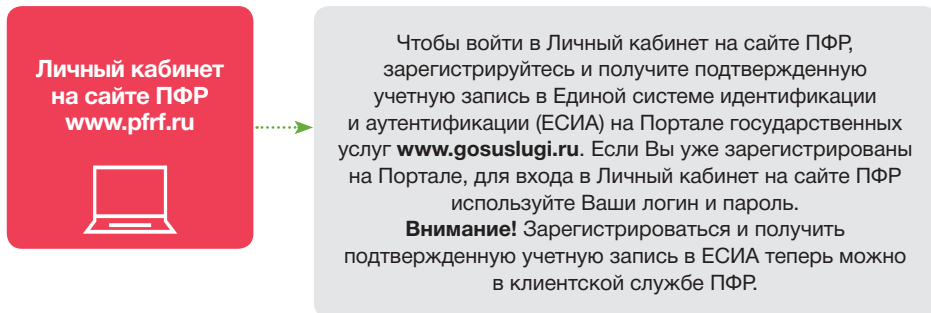 Личный кабинет
на сайте ПФР
www.pfrf.ru
Чтобы войти в Личный кабинет на сайте ПФР,
зарегистрируйтесь и получите подтвержденную
учетную запись в Единой системе идентификации
и аутентификации (ЕСИА) на Портале государственных
услуг www.gosuslugi.ru. Если Вы уже зарегистрированы
на Портале, для входа в Личный кабинет на сайте ПФР
используйте Ваши логин и пароль.
Внимание! Зарегистрироваться и получить
подтвержденную учетную запись в ЕСИА теперь можно
в клиентской службе ПФР.